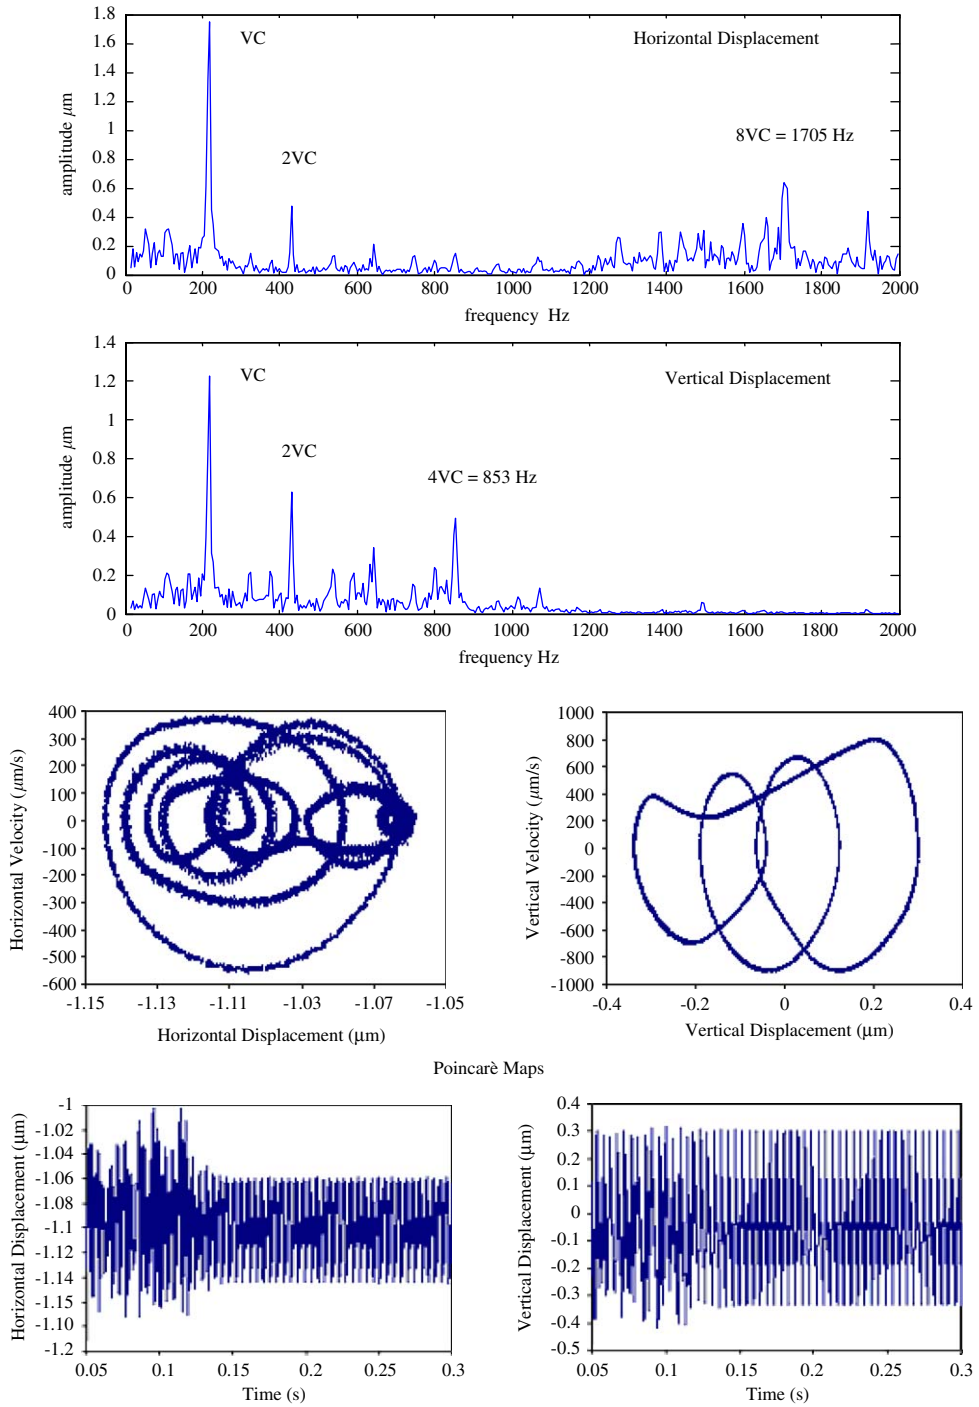 1.8
1.6
1.4
1.2
1
0.8
0.6
0.4
0.2
0
amplitude µm
VC
2VC
Horizontal Displacement
8VC = 1705 Hz
0 200 400 600 800 1000 1200 1400 1600 1800 2000
frequency Hz
1.4
1.2
1
0.8
0.6
0.4
0.2
0
amplitude µm
VC
2VC
4VC = 853 Hz
Vertical Displacement
0 200 400 600 800 1000 1200 1400 1600 1800 2000
frequency Hz
400
300
200
100
0
-100
-200
-300
-400
-500
-600
Horizontal Velocity (µm/s)
-1.15 -1.13 -1.11 -1.03 -1.07 -1.05
Horizontal Displacement (µm)
1000
800
600
400
200
0
-200
-400
-600
-800
-1000
Vertical Velocity (µm/s)
-0.4 -0.2 0 0.2 0.4
Vertical Displacement (µm)
Poincarè Maps
-1
-1.02
-1.04
-1.06
-1.08
-1.1
-1.12
-1.14
-1.15
-1.10
-1.2
Horizontal Displacement (µm)
0.05 0.1 0.15 0.2 0.25 0.3
Time (s)
0.4
0.3
0.2
0.1
0
-0.1
-0.2
-0.3
-0.4
-0.5
Vertical Displacement (µm)
0.05 0.1 0.15 0.2 0.25 0.3
Time (s)